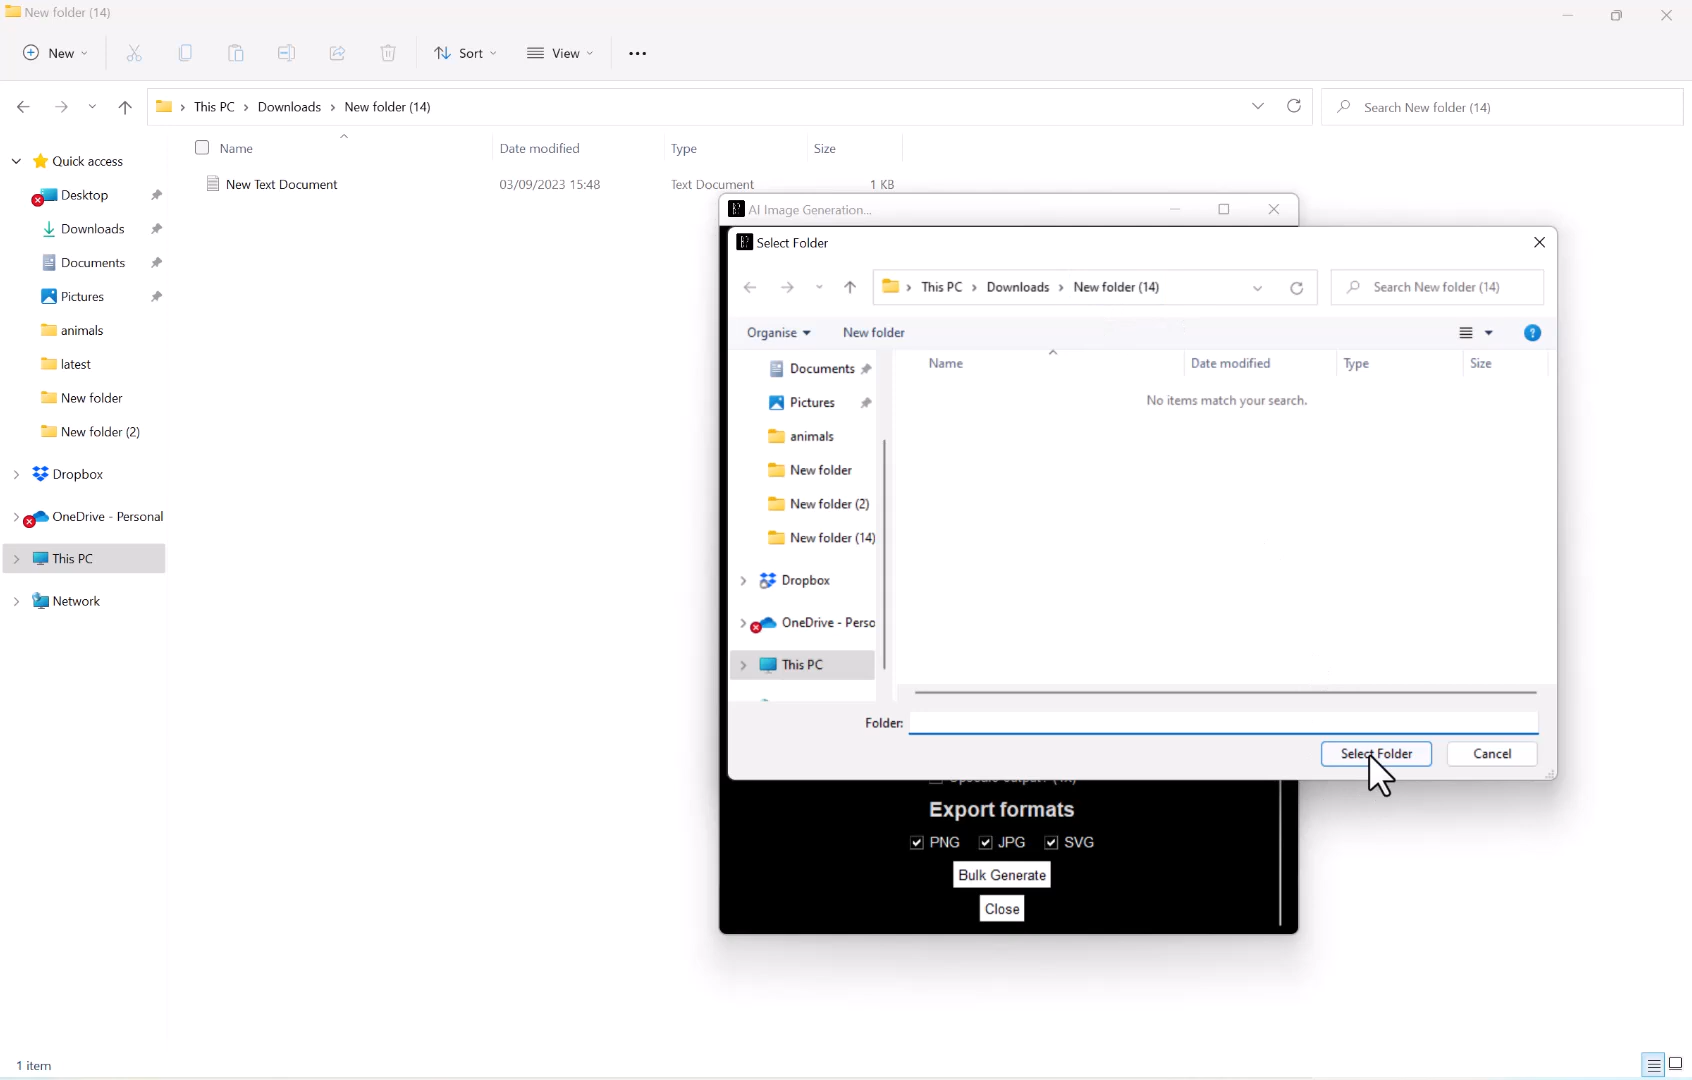 New folder (14)
New
Sort
View
This PC > Downloads > New folder (14)
Search New folder (14)
Name
Date modified
Type
Size
Quick access
New Text Document
03/09/2023 15:48
Text Document
1 KB
Desktop
Downloads
Documents
Pictures
animals
latest
New folder
New folder (2)
Dropbox
OneDrive - Personal
This PC
Network
AI Image Generation...
Select Folder
This PC > Downloads > New folder (14)
Search New folder (14)
Organise
New folder
Name
Date modified
Type
Size
Documents
No items match your search.
Pictures
animals
New folder
New folder (2)
New folder (14)
Dropbox
OneDrive - Perso
This PC
Folder:
Select Folder
Cancel
Export formats
PNG JPG SVG
Bulk Generate
Close
1 item